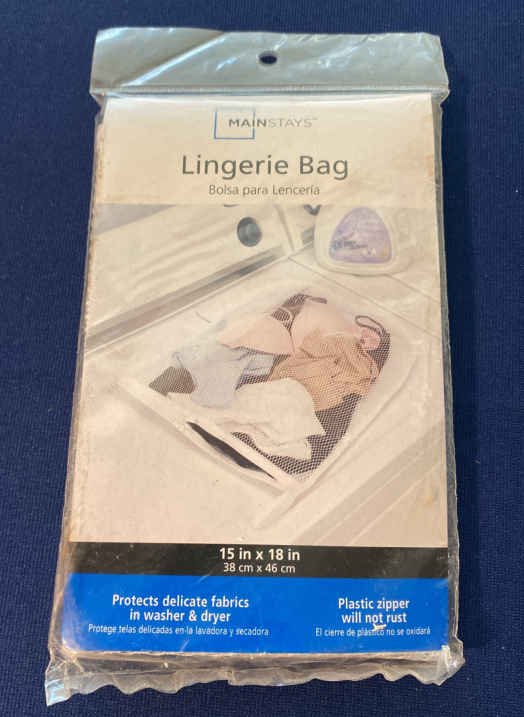 MAINSTAYS™
Lingerie Bag
Bolsa para Lencería
15 in x 18 in
38 cm x 46 cm
Protects delicate fabrics
in washer & dryer
Protege telas delicadas en la lavadora y secadora
Plastic zipper
will not rust
El cierre de plástico no se oxidará